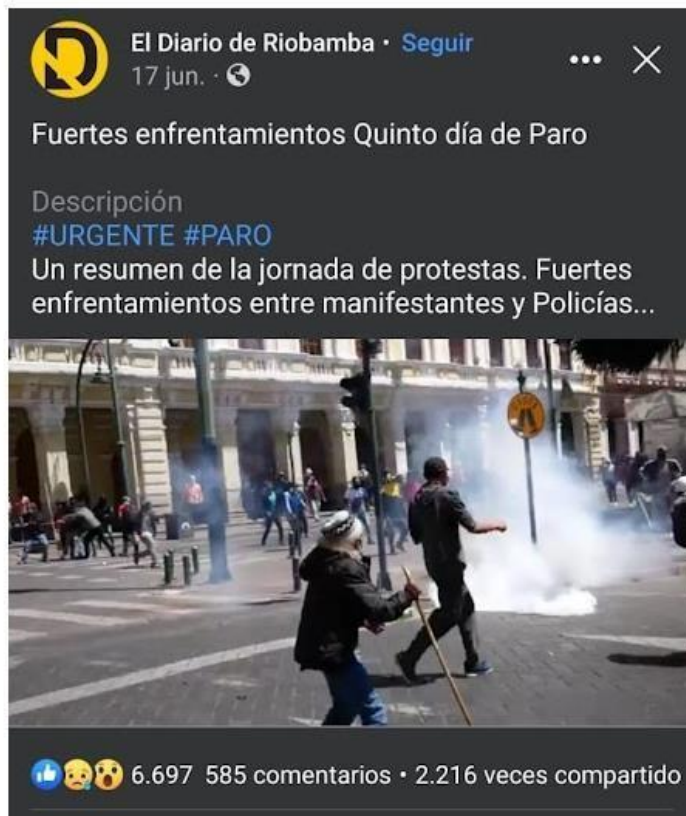 El Diario de Riobamba · Seguir
17 jun. ·
Fuertes enfrentamientos Quinto día de Paro
Descripción
#URGENTE #PARO
Un resumen de la jornada de protestas. Fuertes
enfrentamientos entre manifestantes y Policías...
6.697 585 comentarios • 2.216 veces compartido